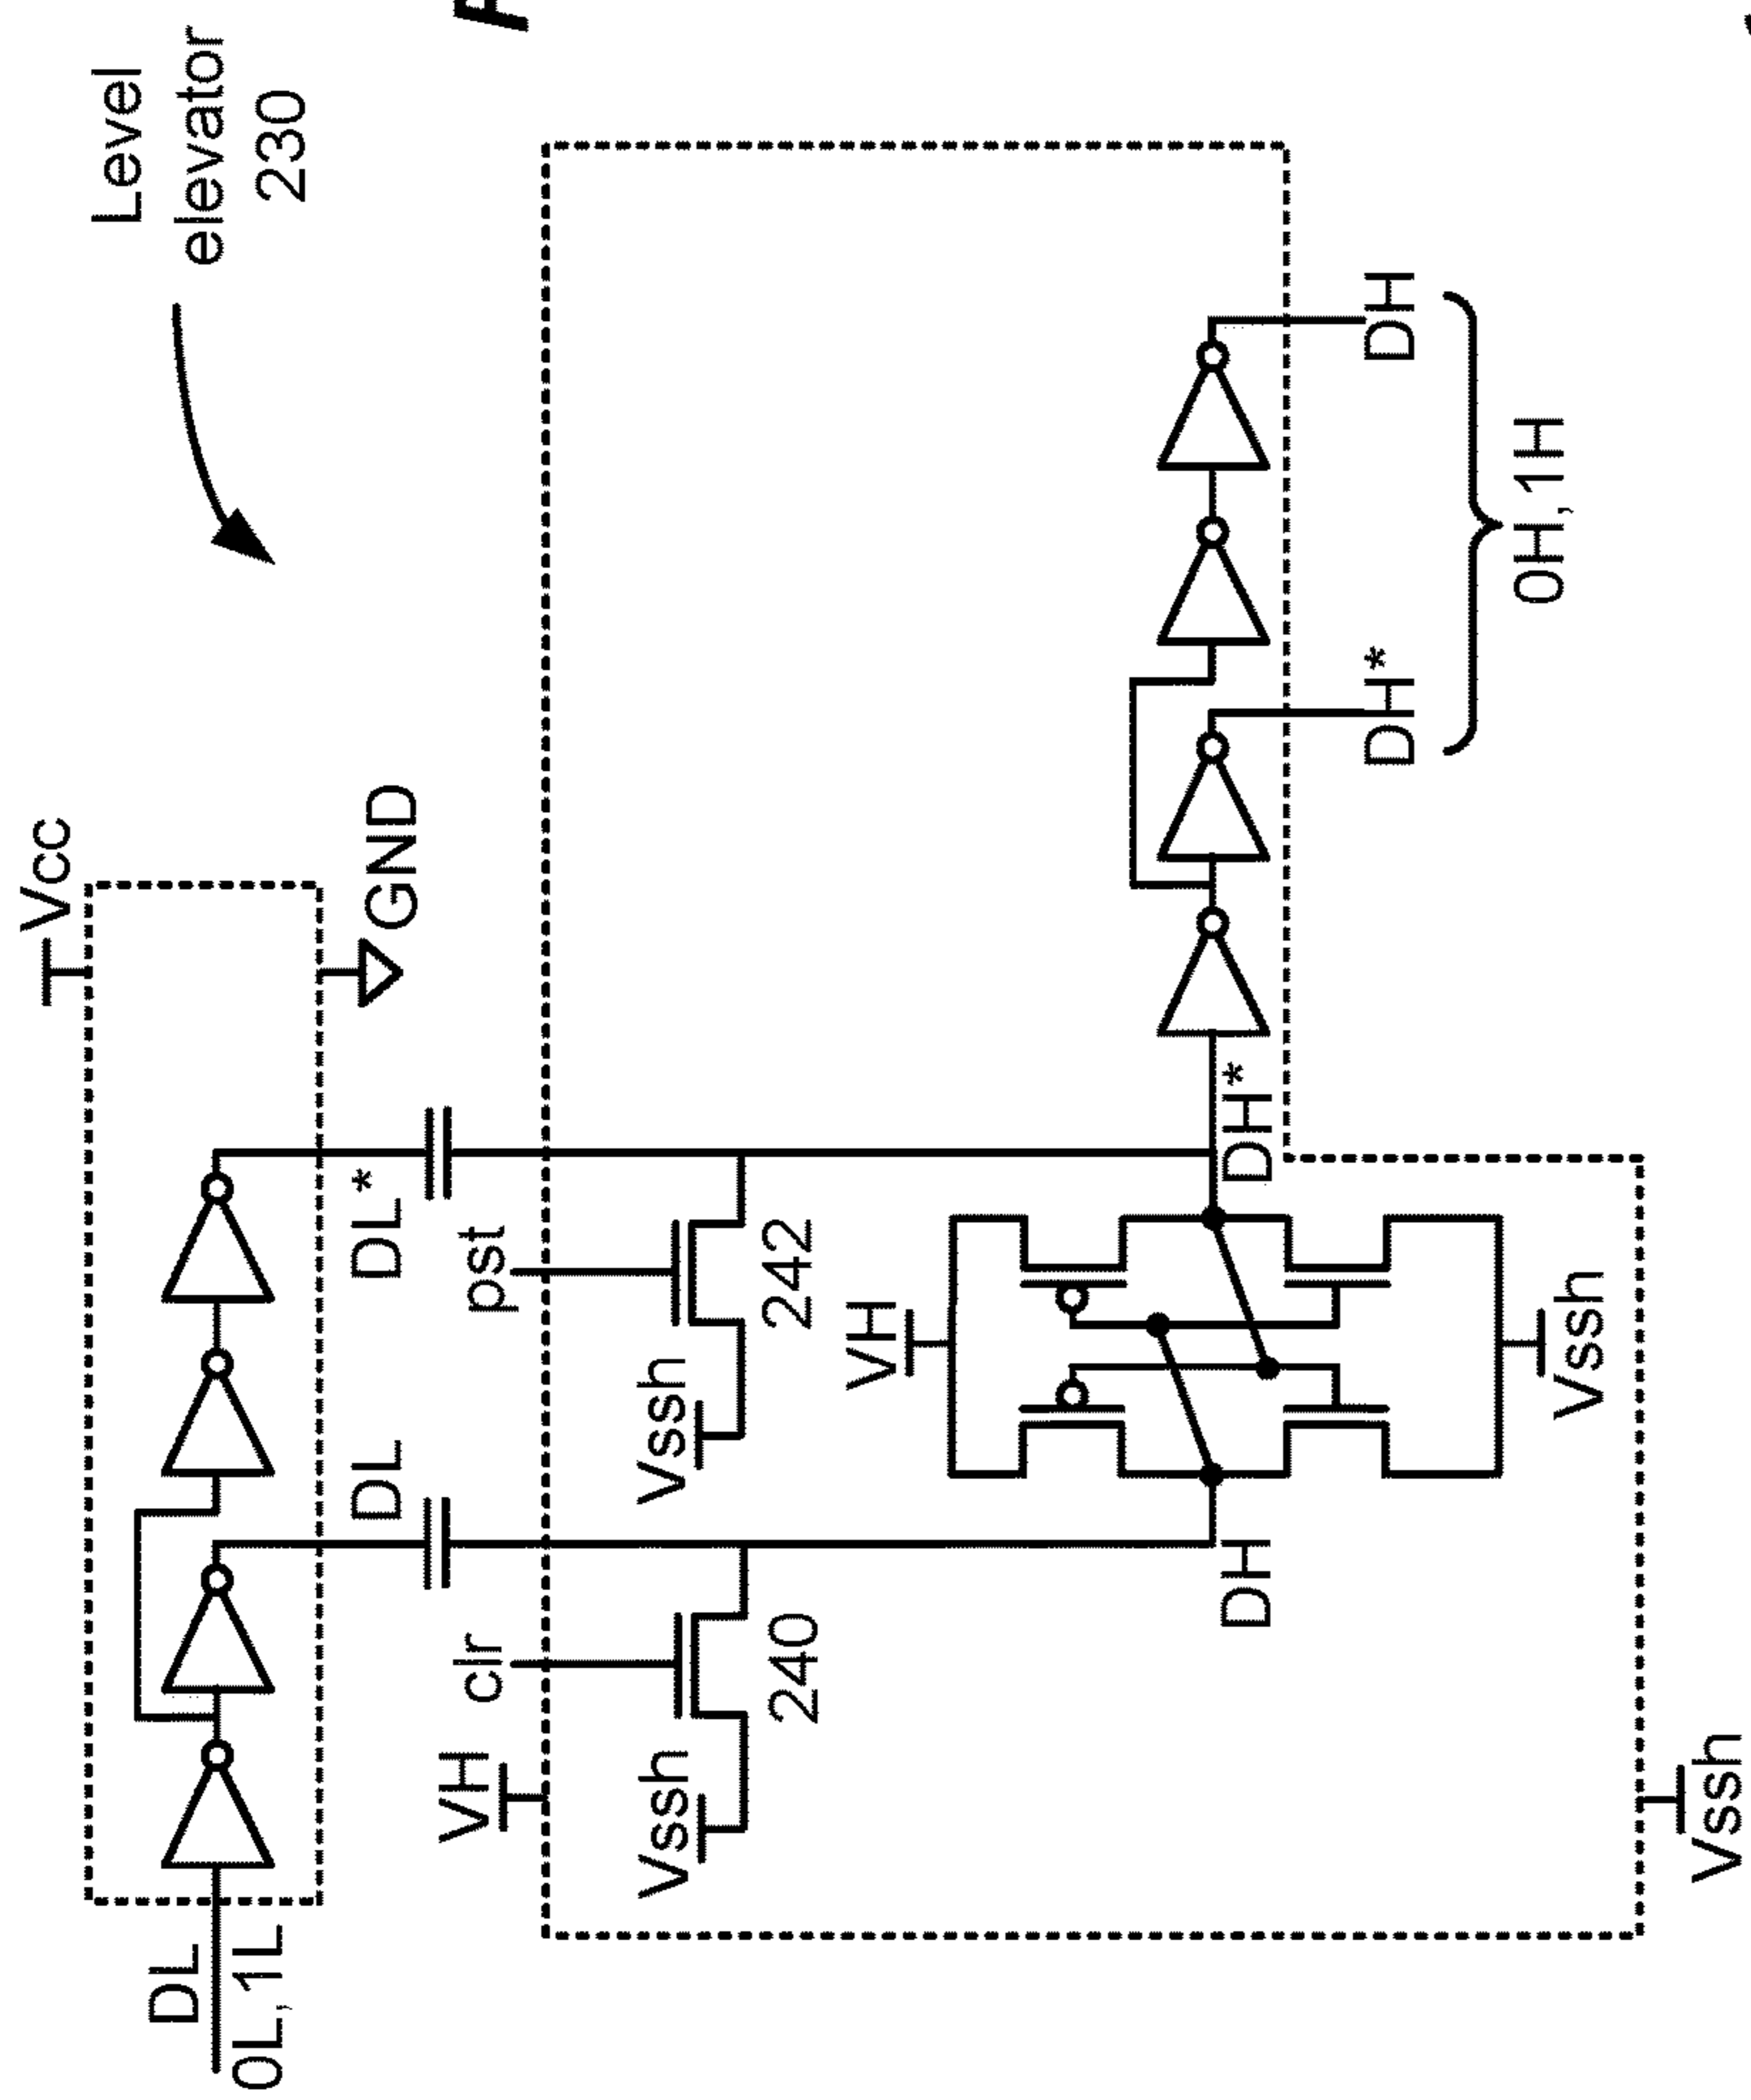 Vcc
Level
elevator
230
DL
0L,1L
DL
DL*
GND
VH
clr
pst
Vssh
Vssh
240
242
VH
DH
DH*
DH*
DH
0H,1H
Vssh
Vssh